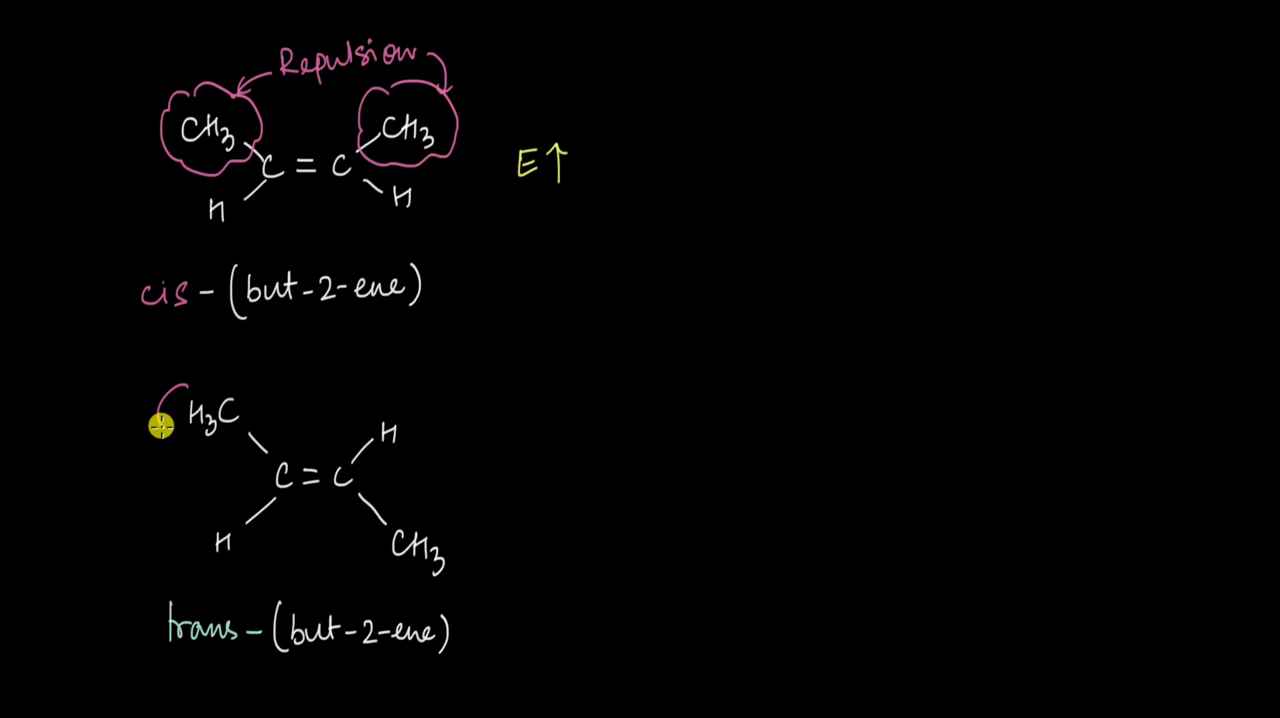 Repulsion
CH3 CH3
C = C E↑
H H
cis - (but-2-ene)
H3C H
C = C
H CH3
trans - (but-2-ene)